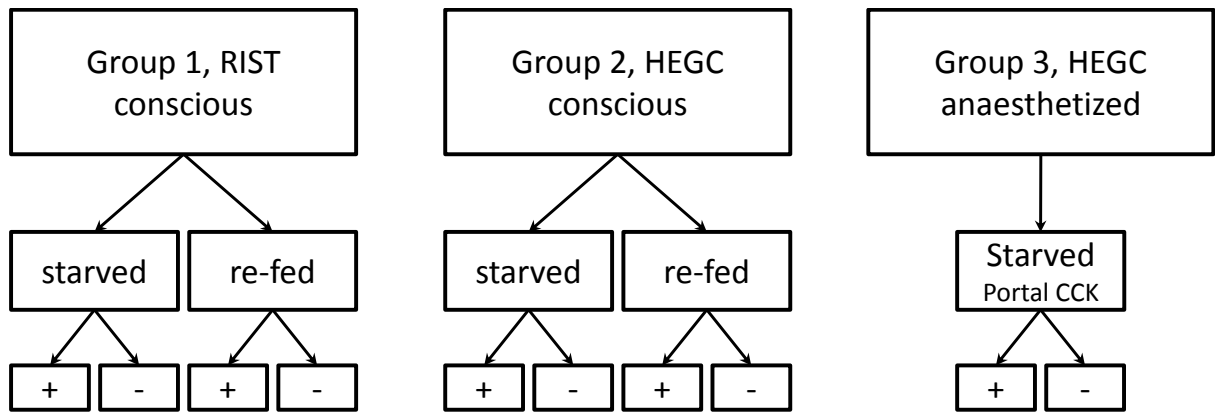 Group 1, RIST
conscious
Group 2, HEGC
conscious
Group 3, HEGC
anaesthetized
starved
re-fed
starved
re-fed
Starved
Portal CCK
+
-
+
-
+
-
+
-
+
-